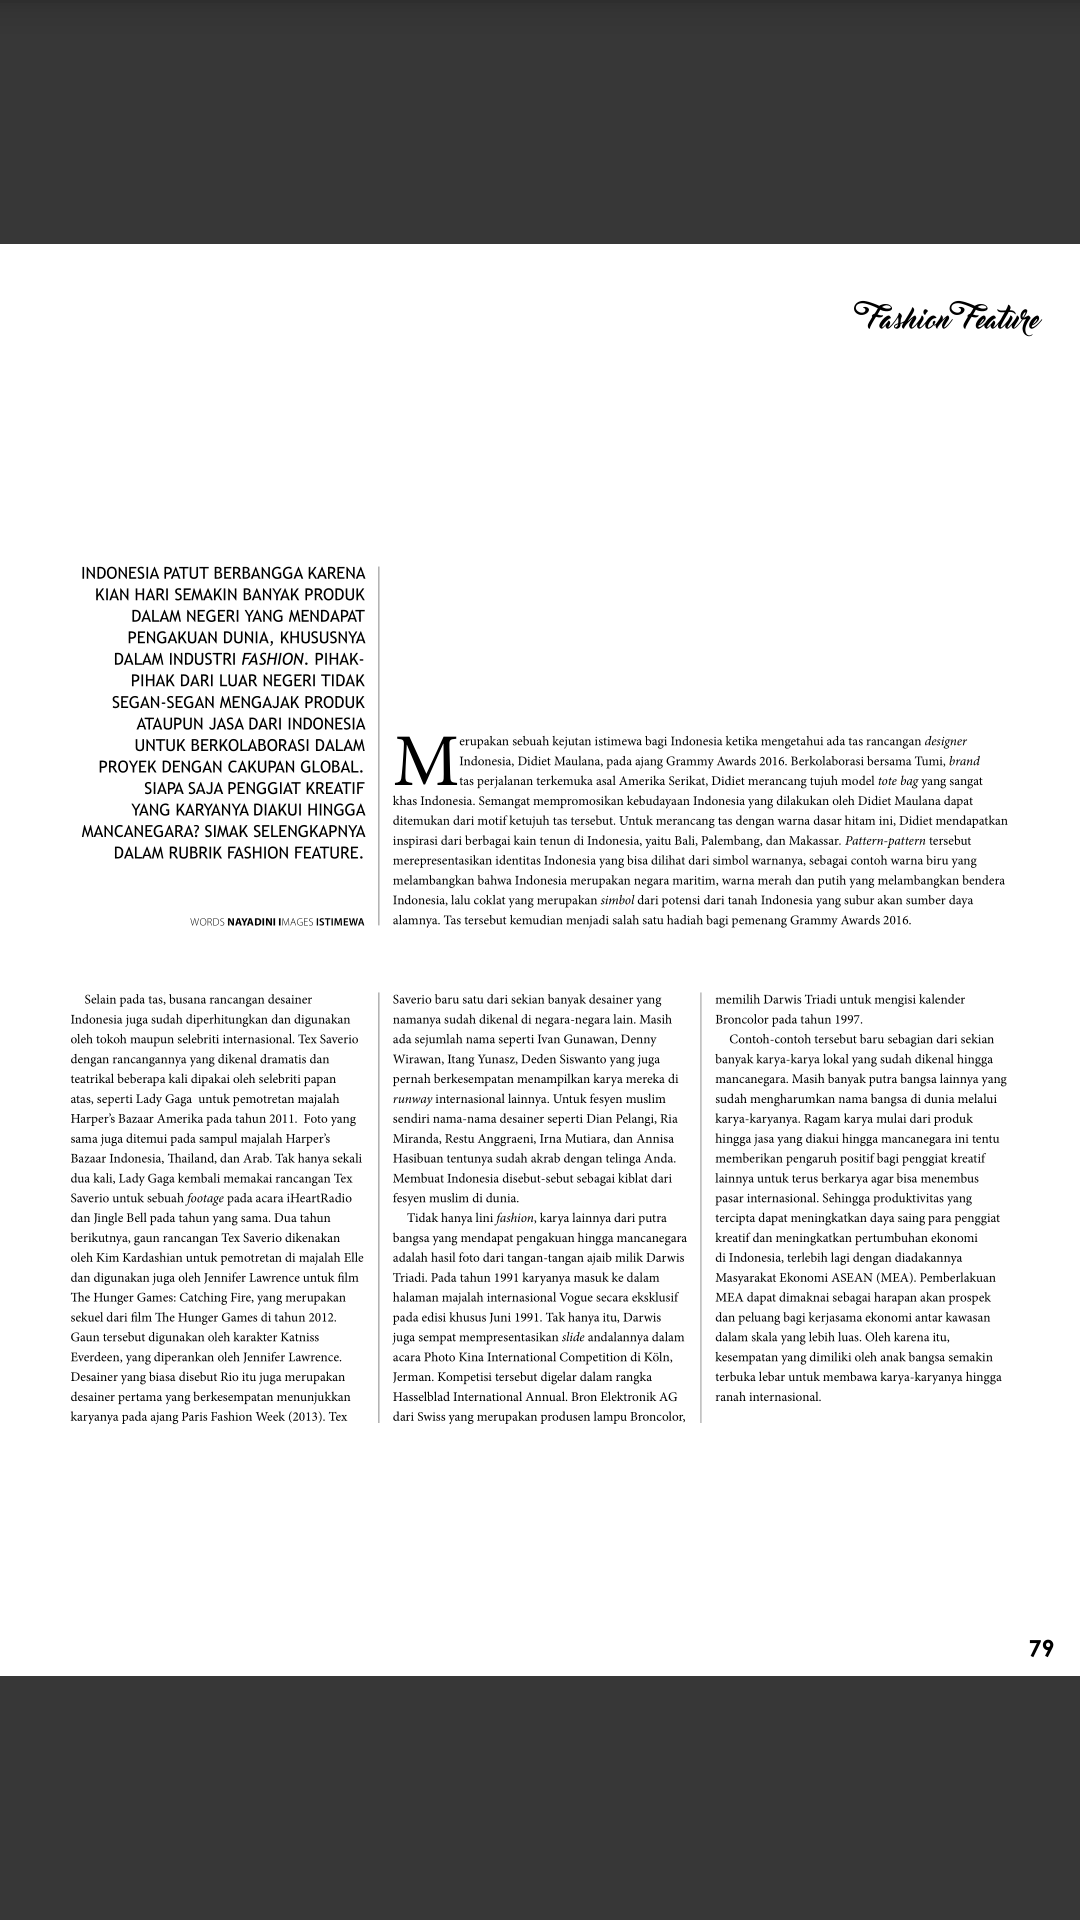 Fashion Feature
INDONESIA PATUT BERBANGGA KARENA
KIAN HARI SEMAKIN BANYAK PRODUK
DALAM NEGERI YANG MENDAPAT
PENGAKUAN DUNIA, KHUSUSNYA
DALAM INDUSTRI FASHION. PIHAK-
PIHAK DARI LUAR NEGERI TIDAK
SEGAN-SEGAN MENGAJAK PRODUK
ATAUPUN JASA DARI INDONESIA
UNTUK BERKOLABORASI DALAM
PROYEK DENGAN CAKUPAN GLOBAL.
SIAPA SAJA PENGGIAT KREATIF
YANG KARYANYA DIAKUI HINGGA
MANCANEGARA? SIMAK SELENGKAPNYA
DALAM RUBRIK FASHION FEATURE.
WORDS NAYADINI IMAGES ISTIMEWA
Merupakan sebuah kejutan istimewa bagi Indonesia ketika mengetahui ada tas rancangan designer
Indonesia, Didiet Maulana, pada ajang Grammy Awards 2016. Berkolaborasi bersama Tumi, brand
tas perjalanan terkemuka asal Amerika Serikat, Didiet merancang tujuh model tote bag yang sangat
khas Indonesia. Semangat mempromosikan kebudayaan Indonesia yang dilakukan oleh Didiet Maulana dapat
ditemukan dari motif ketujuh tas tersebut. Untuk merancang tas dengan warna dasar hitam ini, Didiet mendapatkan
inspirasi dari berbagai kain tenun di Indonesia, yaitu Bali, Palembang, dan Makassar. Pattern-pattern tersebut
merepresentasikan identitas Indonesia yang bisa dilihat dari simbol warnanya, sebagai contoh warna biru yang
melambangkan bahwa Indonesia merupakan negara maritim, warna merah dan putih yang melambangkan bendera
Indonesia, lalu coklat yang merupakan simbol dari potensi dari tanah Indonesia yang subur akan sumber daya
alamnya. Tas tersebut kemudian menjadi salah satu hadiah bagi pemenang Grammy Awards 2016.
Selain pada tas, busana rancangan desainer
Indonesia juga sudah diperhitungkan dan digunakan
oleh tokoh maupun selebriti internasional. Tex Saverio
dengan rancangannya yang dikenal dramatis dan
teatrikal beberapa kali dipakai oleh selebriti papan
atas, seperti Lady Gaga  untuk pemotretan majalah
Harper's Bazaar Amerika pada tahun 2011.  Foto yang
sama juga ditemui pada sampul majalah Harper's
Bazaar Indonesia, Thailand, dan Arab. Tak hanya sekali
dua kali, Lady Gaga kembali memakai rancangan Tex
Saverio untuk sebuah footage pada acara iHeartRadio
dan Jingle Bell pada tahun yang sama. Dua tahun
berikutnya, gaun rancangan Tex Saverio dikenakan
oleh Kim Kardashian untuk pemotretan di majalah Elle
dan digunakan juga oleh Jennifer Lawrence untuk film
The Hunger Games: Catching Fire, yang merupakan
sekuel dari film The Hunger Games di tahun 2012.
Gaun tersebut digunakan oleh karakter Katniss
Everdeen, yang diperankan oleh Jennifer Lawrence.
Desainer yang biasa disebut Rio itu juga merupakan
desainer pertama yang berkesempatan menunjukkan
karyanya pada ajang Paris Fashion Week (2013). Tex
Saverio baru satu dari sekian banyak desainer yang
namanya sudah dikenal di negara-negara lain. Masih
ada sejumlah nama seperti Ivan Gunawan, Denny
Wirawan, Itang Yunasz, Deden Siswanto yang juga
pernah berkesempatan menampilkan karya mereka di
runway internasional lainnya. Untuk fesyen muslim
sendiri nama-nama desainer seperti Dian Pelangi, Ria
Miranda, Restu Anggraeni, Irna Mutiara, dan Annisa
Hasibuan tentunya sudah akrab dengan telinga Anda.
Membuat Indonesia disebut-sebut sebagai kiblat dari
fesyen muslim di dunia.
Tidak hanya lini fashion, karya lainnya dari putra
bangsa yang mendapat pengakuan hingga mancanegara
adalah hasil foto dari tangan-tangan ajaib milik Darwis
Triadi. Pada tahun 1991 karyanya masuk ke dalam
halaman majalah internasional Vogue secara eksklusif
pada edisi khusus Juni 1991. Tak hanya itu, Darwis
juga sempat mempresentasikan slide andalannya dalam
acara Photo Kina International Competition di Köln,
Jerman. Kompetisi tersebut digelar dalam rangka
Hasselblad International Annual. Bron Elektronik AG
dari Swiss yang merupakan produsen lampu Broncolor,
memilih Darwis Triadi untuk mengisi kalender
Broncolor pada tahun 1997.
Contoh-contoh tersebut baru sebagian dari sekian
banyak karya-karya lokal yang sudah dikenal hingga
mancanegara. Masih banyak putra bangsa lainnya yang
sudah mengharumkan nama bangsa di dunia melalui
karya-karyanya. Ragam karya mulai dari produk
hingga jasa yang diakui hingga mancanegara ini tentu
memberikan pengaruh positif bagi penggiat kreatif
lainnya untuk terus berkarya agar bisa menembus
pasar internasional. Sehingga produktivitas yang
tercipta dapat meningkatkan daya saing para penggiat
kreatif dan meningkatkan pertumbuhan ekonomi
di Indonesia, terlebih lagi dengan diadakannya
Masyarakat Ekonomi ASEAN (MEA). Pemberlakuan
MEA dapat dimaknai sebagai harapan akan prospek
dan peluang bagi kerjasama ekonomi antar kawasan
dalam skala yang lebih luas. Oleh karena itu,
kesempatan yang dimiliki oleh anak bangsa semakin
terbuka lebar untuk membawa karya-karyanya hingga
ranah internasional.
79